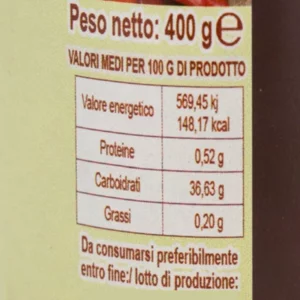 Peso netto: 400 g ℮
VALORI MEDI PER 100 G DI PRODOTTO
Valore energetico 569,45 kj
148,17 kcal
Proteine 0,52 g
Carboidrati 36,63 g
Grassi 0,20 g
Da consumarsi preferibilmente
entro fine:/ lotto di produzione: